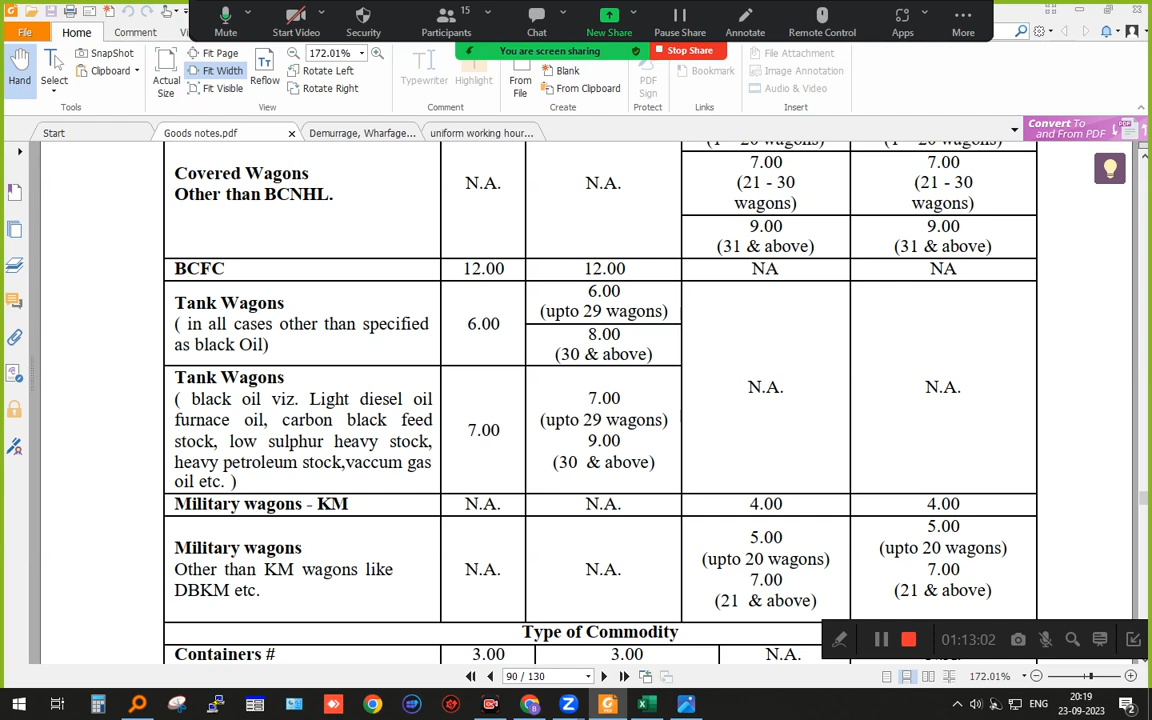 15
Mute
Start Video
Security
Participants
Chat
New Share
Pause Share
Annotate
Remote Control
Apps
More
You are screen sharing
Stop Share
File
Home
Comment
SnapShot
Clipboard
Hand
Select
Tools
Actual
Size
Fit Page
Fit Width
Fit Visible
Reflow
172.01%
Rotate Left
Rotate Right
View
Typewriter
Highlight
Comment
From
File
Blank
From Clipboard
Create
PDF
Sign
Protect
Bookmark
Links
File Attachment
Image Annotation
Audio & Video
Insert
Start
Goods notes.pdf
Demurrage, Wharfage...
uniform working hour...
Convert To
and From PDF
(1 - 20 wagons) (1 - 20 wagons)
Covered Wagons
Other than BCNHL.
N.A. N.A.
7.00
(21 - 30
wagons)
7.00
(21 - 30
wagons)
9.00
(31 & above)
9.00
(31 & above)
BCFC 12.00 12.00 NA NA
Tank Wagons
( in all cases other than specified
as black Oil)
6.00
6.00
(upto 29 wagons)
8.00
(30 & above)
Tank Wagons
( black oil viz. Light diesel oil
furnace oil, carbon black feed
stock, low sulphur heavy stock,
heavy petroleum stock,vaccum gas
oil etc. )
7.00
7.00
(upto 29 wagons)
9.00
(30 & above)
N.A. N.A.
Military wagons - KM N.A. N.A. 4.00 4.00
Military wagons
Other than KM wagons like
DBKM etc.
N.A. N.A.
5.00
(upto 20 wagons)
7.00
(21 & above)
5.00
(upto 20 wagons)
7.00
(21 & above)
Type of Commodity
Containers # 3.00 3.00 N.A.
01:13:02
90 / 130
172.01%
ENG
20:19
23-09-2023
2